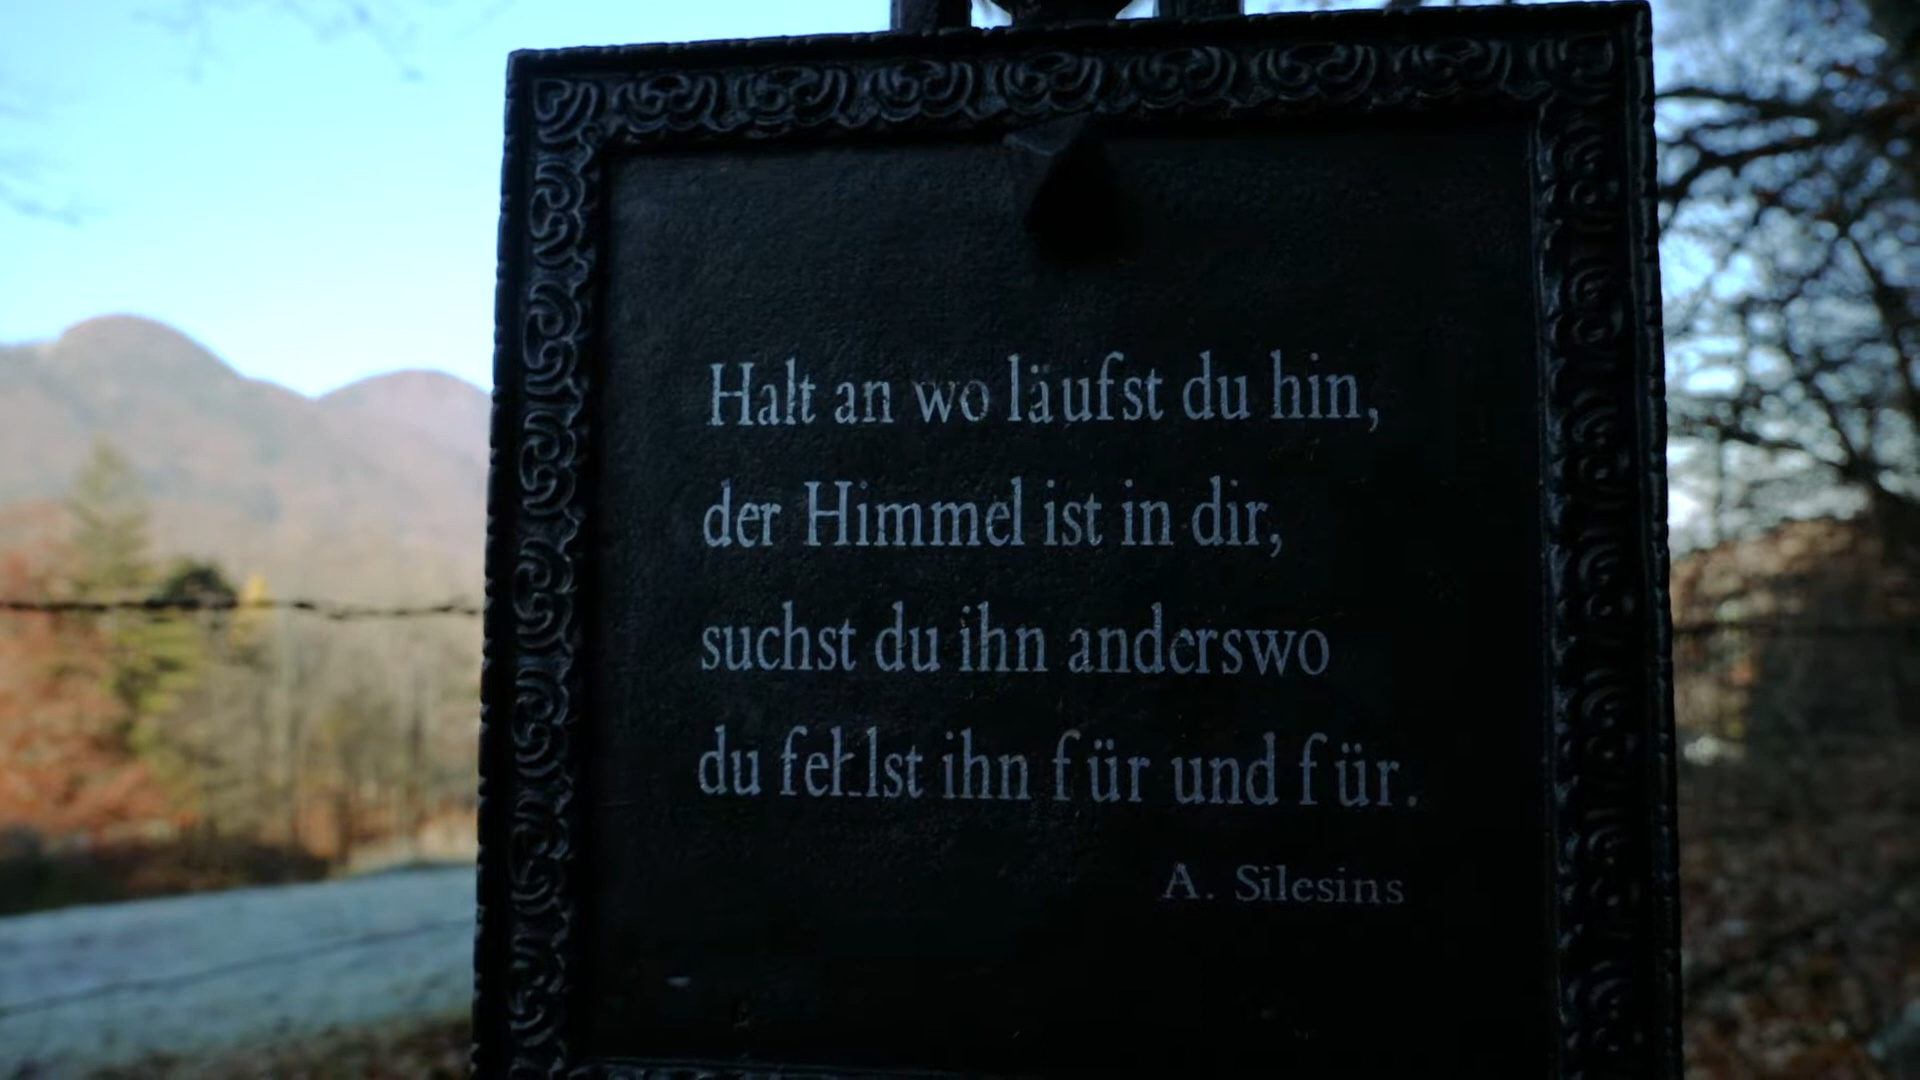 Halt an wo läufst du hin,
der Himmel ist in dir,
suchst du ihn anderswo
du fehlst ihn für und für.
A. Silesins